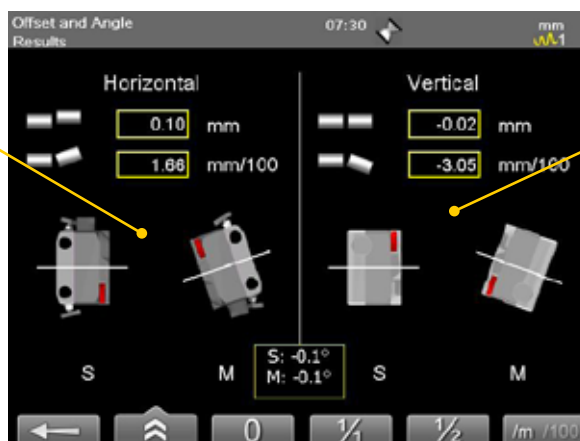 Offset and Angle
Results
07:30
mm
1
Horizontal
0.10 mm
1.66 mm/100
Vertical
-0.02 mm
-3.05 mm/100
S M
S: -0.1°
M: -0.1°
S M
0
1/1
1/2
/m /100